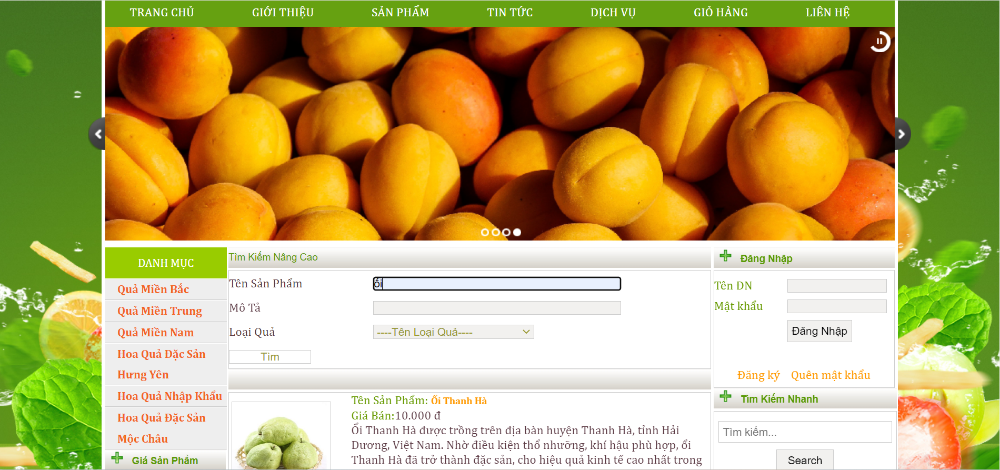 TRANG CHỦ GIỚI THIỆU SẢN PHẨM TIN TỨC DỊCH VỤ GIỎ HÀNG LIÊN HỆ
DANH MỤC
Quả Miền Bắc
Quả Miền Trung
Quả Miền Nam
Hoa Quả Đặc Sản
Hưng Yên
Hoa Quả Nhập Khẩu
Hoa Quả Đặc Sản
Mộc Châu
Giá Sản Phẩm
Tìm Kiếm Nâng Cao
Tên Sản Phẩm ổi
Mô Tả
Loại Quả ----Tên Loại Quả----
Tìm
Tên Sản Phẩm: Ổi Thanh Hà
Giá Bán:10.000 đ
Ổi Thanh Hà được trồng trên địa bàn huyện Thanh Hà, tỉnh Hải
Dương, Việt Nam. Nhờ điều kiện thổ nhưỡng, khí hậu phù hợp, ổi
Thanh Hà đã trở thành đặc sản, cho hiệu quả kinh tế cao nhất trong
Đăng Nhập
Tên ĐN
Mật khẩu
Đăng Nhập
Đăng ký Quên mật khẩu
Tìm Kiếm Nhanh
Tìm kiếm...
Search